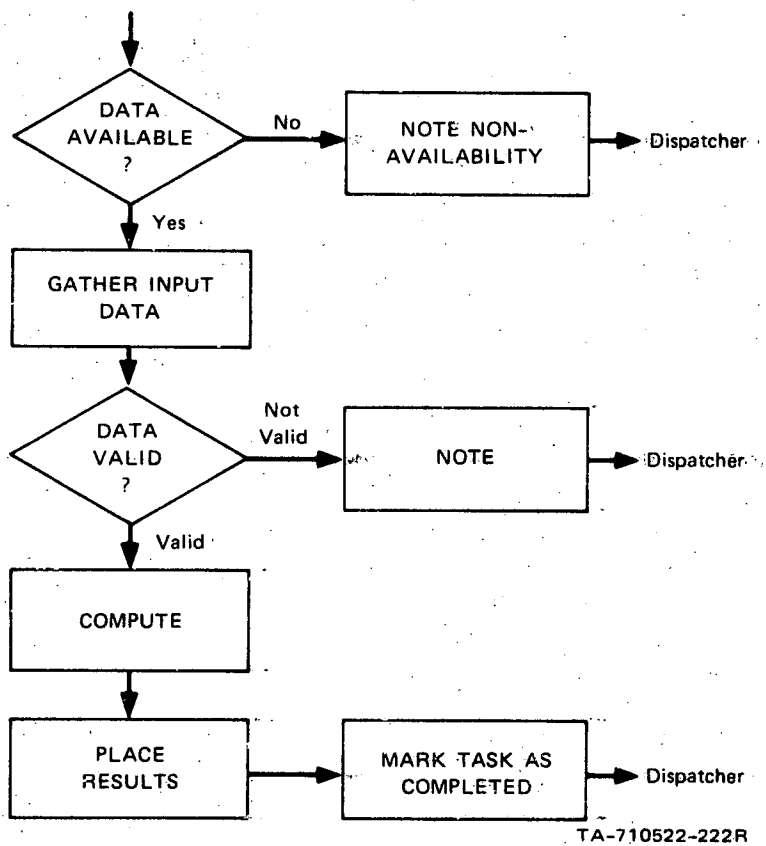 DATA
AVAILABLE
?
No
NOTE NON-
AVAILABILITY
Dispatcher
Yes
GATHER INPUT
DATA
DATA
VALID
?
Not
Valid
NOTE
Dispatcher
Valid
COMPUTE
PLACE
RESULTS
MARK TASK AS
COMPLETED
Dispatcher
TA-710522-222R